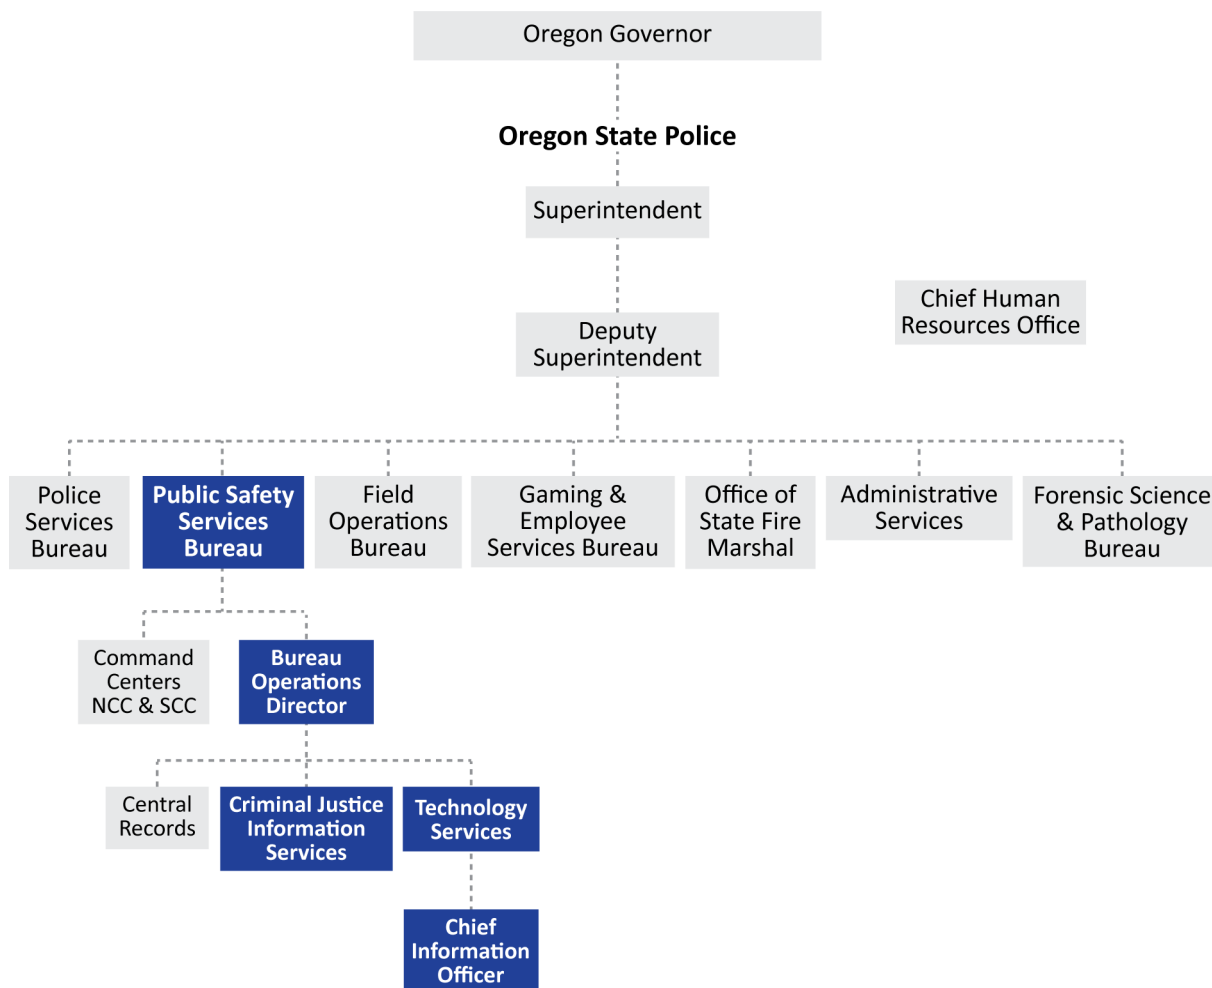 Oregon Governor
Oregon State Police
Superintendent
Chief Human
Resources Office
Deputy
Superintendent
Police
Services
Bureau
Public Safety
Services
Bureau
Field
Operations
Bureau
Gaming &
Employee
Services Bureau
Office of
State Fire
Marshal
Administrative
Services
Forensic Science
& Pathology
Bureau
Command
Centers
NCC & SCC
Bureau
Operations
Director
Central
Records
Criminal Justice
Information
Services
Technology
Services
Chief
Information
Officer